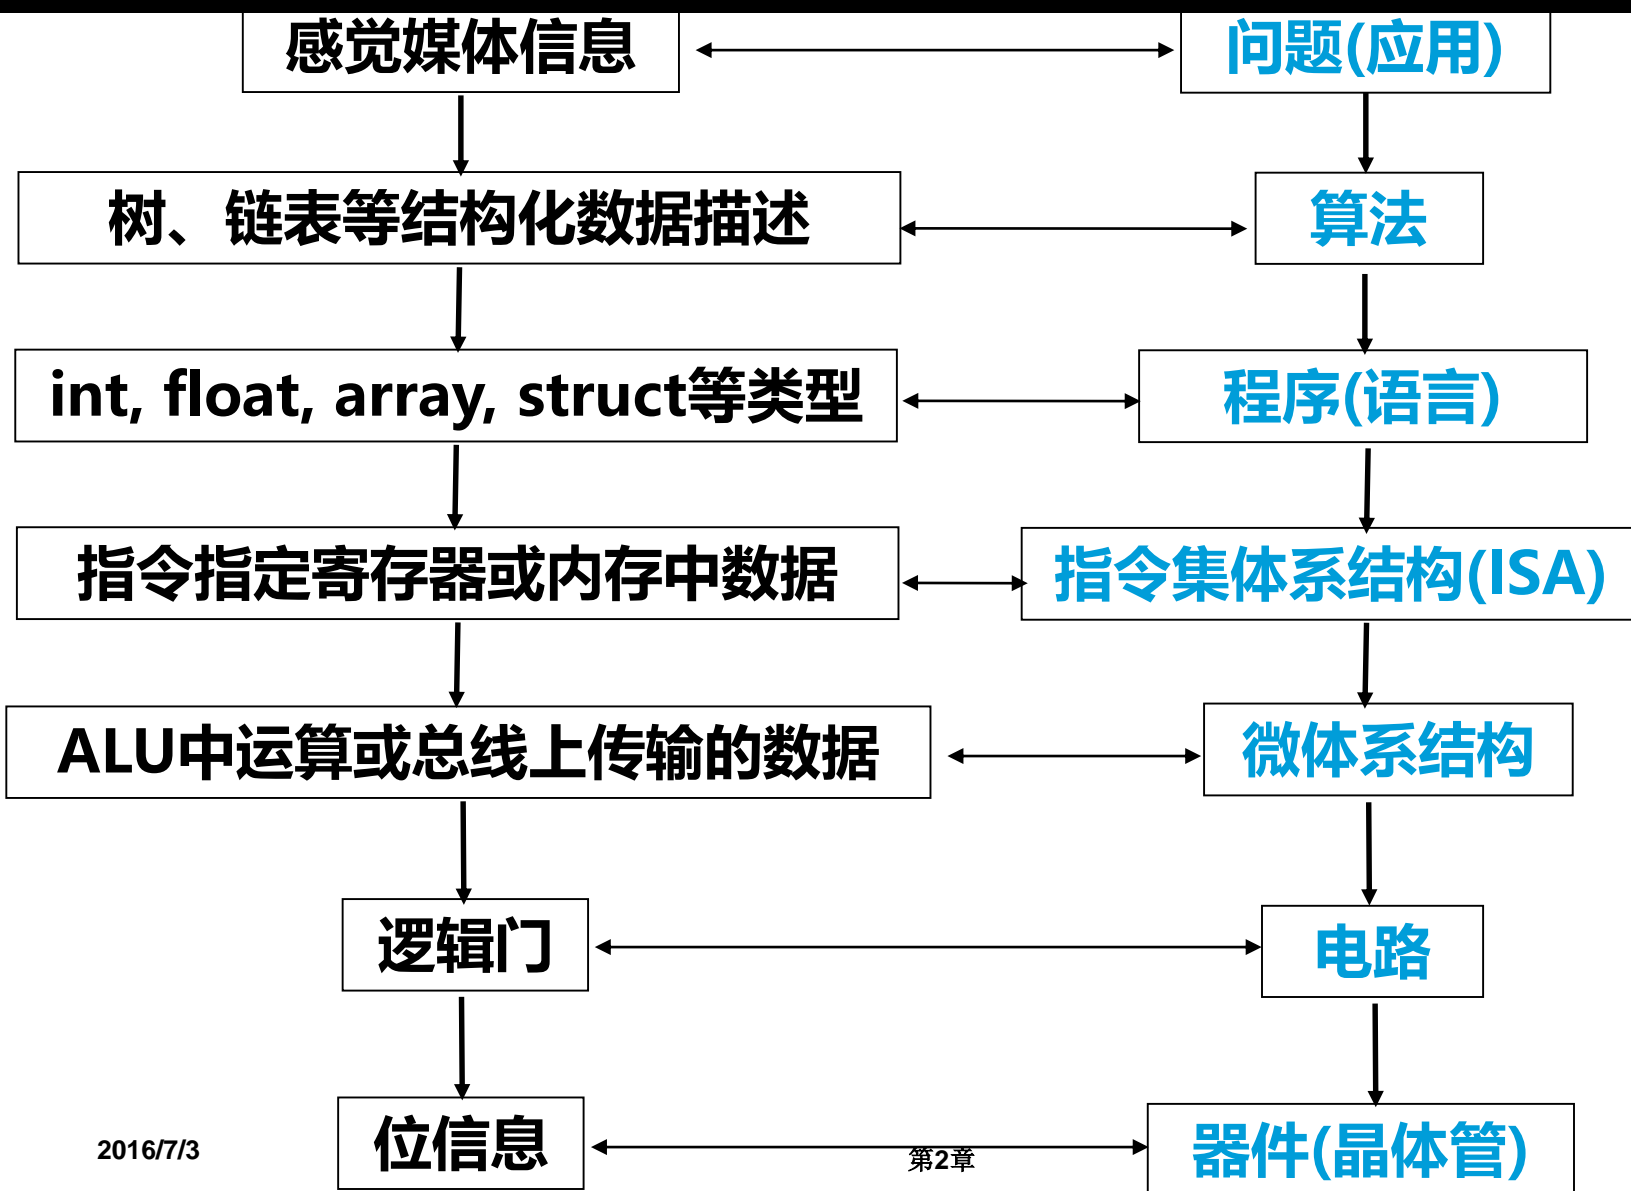 感觉媒体信息
问题(应用)
树、链表等结构化数据描述
算法
int, float, array, struct等类型
程序(语言)
指令指定寄存器或内存中数据
指令集体系结构(ISA)
ALU中运算或总线上传输的数据
微体系结构
逻辑门
电路
位信息
器件(晶体管)
2016/7/3
第2章